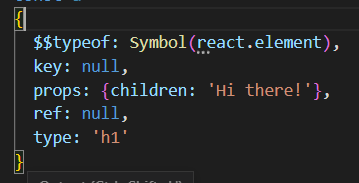 {
$$typeof: Symbol(react.element),
key: null,
props: {children: 'Hi there!'},
ref: null,
type: 'h1'
}